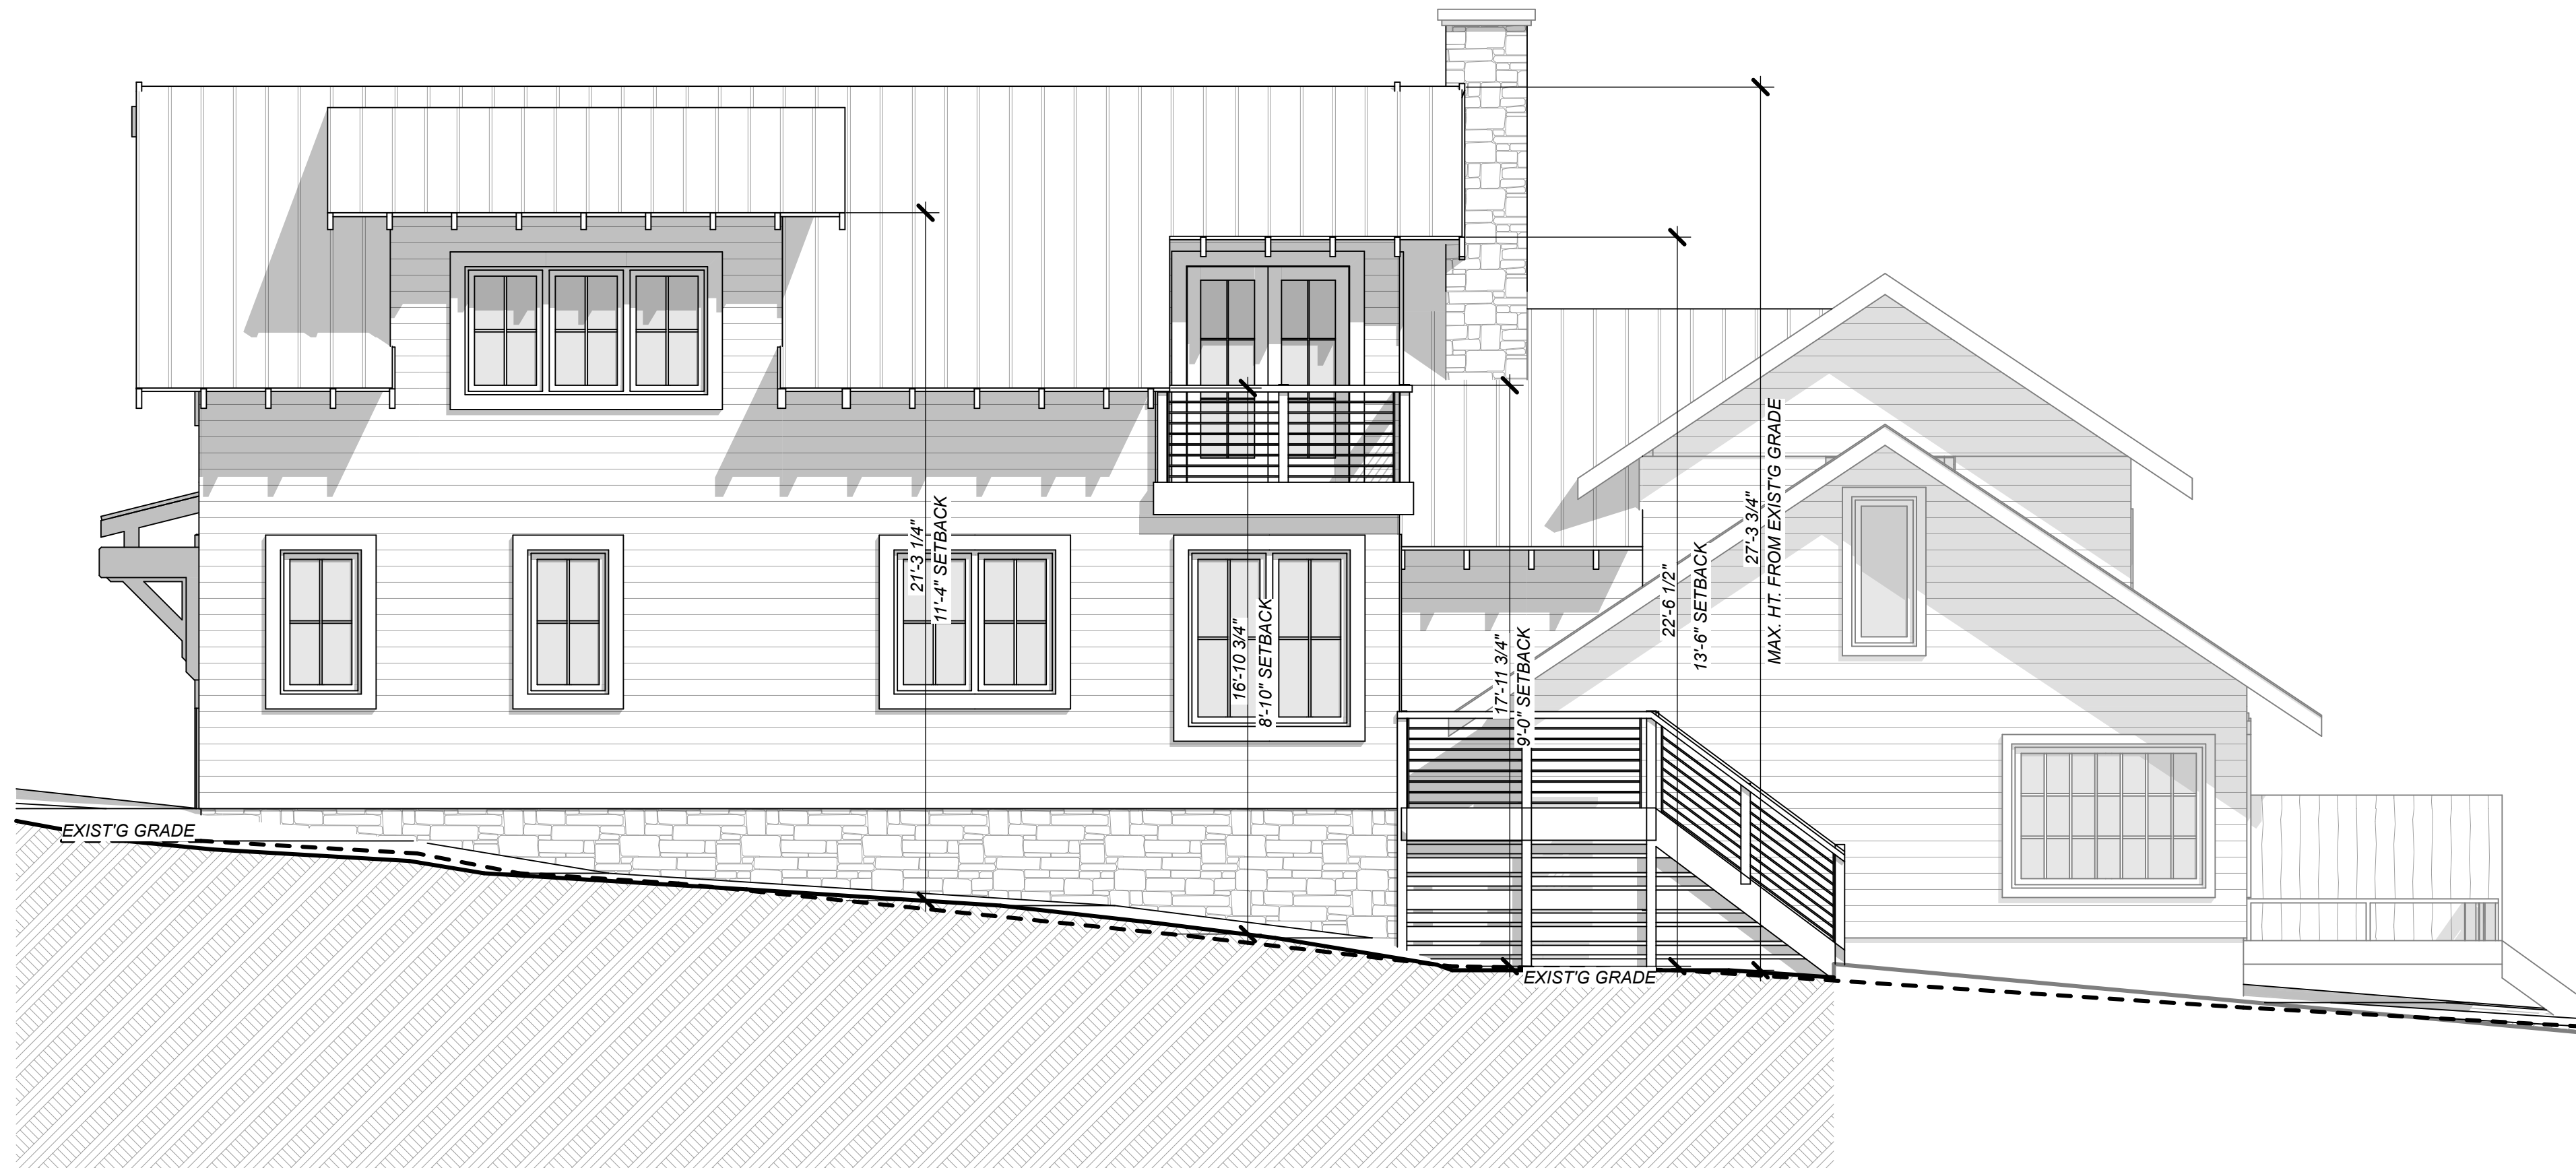 EXIST'G GRADE
21'-3 1/4"
11'-4" SETBACK
16'-10 3/4"
8'-10" SETBACK
17'-11 3/4"
9'-0" SETBACK
22'-6 1/2"
13'-6" SETBACK
27'-3 3/4"
MAX. HT. FROM EXIST'G GRADE
EXIST'G GRADE